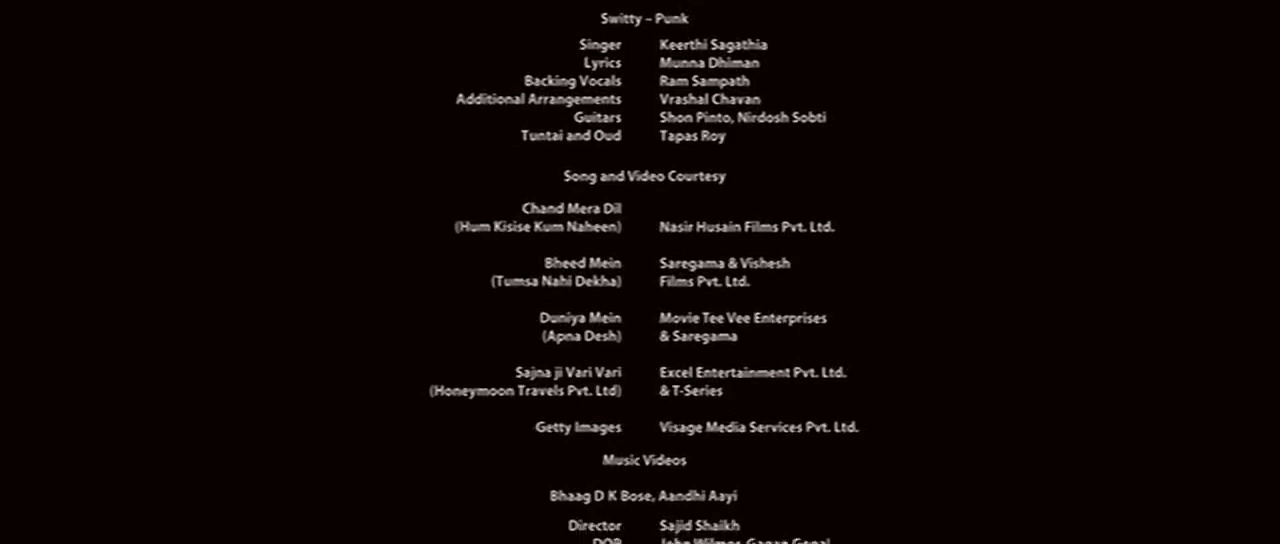 Switty – Punk
Singer Keerthi Sagathia
Lyrics Munna Dhiman
Backing Vocals Ram Sampath
Additional Arrangements Vrashal Chavan
Guitars Shon Pinto, Nirdosh Sobti
Tuntai and Oud Tapas Roy
Song and Video Courtesy
Chand Mera Dil
(Hum Kisise Kum Naheen) Nasir Husain Films Pvt. Ltd.
Bheed Mein Saregama & Vishesh
(Tumsa Nahi Dekha) Films Pvt. Ltd.
Duniya Mein Movie Tee Vee Enterprises
(Apna Desh) & Saregama
Sajna ji Vari Vari Excel Entertainment Pvt. Ltd.
(Honeymoon Travels Pvt. Ltd) & T-Series
Getty Images Visage Media Services Pvt. Ltd.
Music Videos
Bhaag D K Bose, Aandhi Aayi
Director Sajid Shaikh